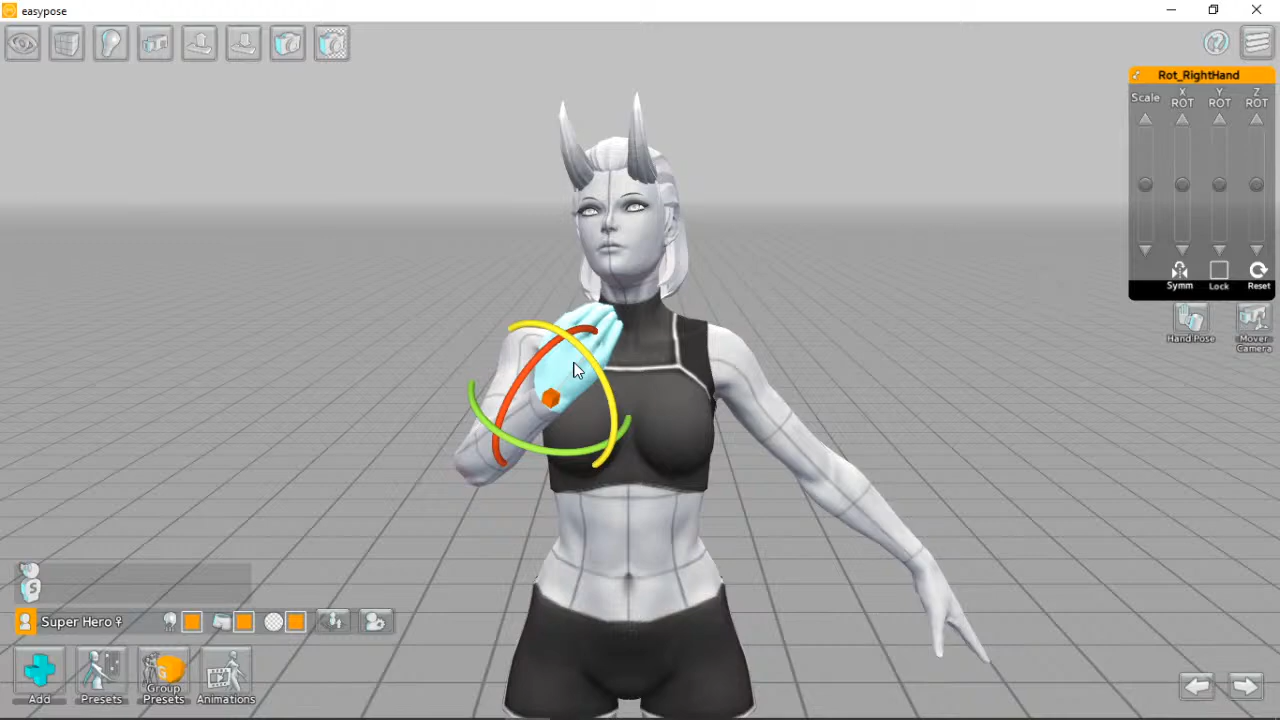 easypose
Rot_RightHand
Scale
X ROT
Y ROT
Z ROT
Symm
Lock
Reset
Hand Pose
Mover Camera
S
Super Hero♀
G
Add
Presets
Group Presets
Animations